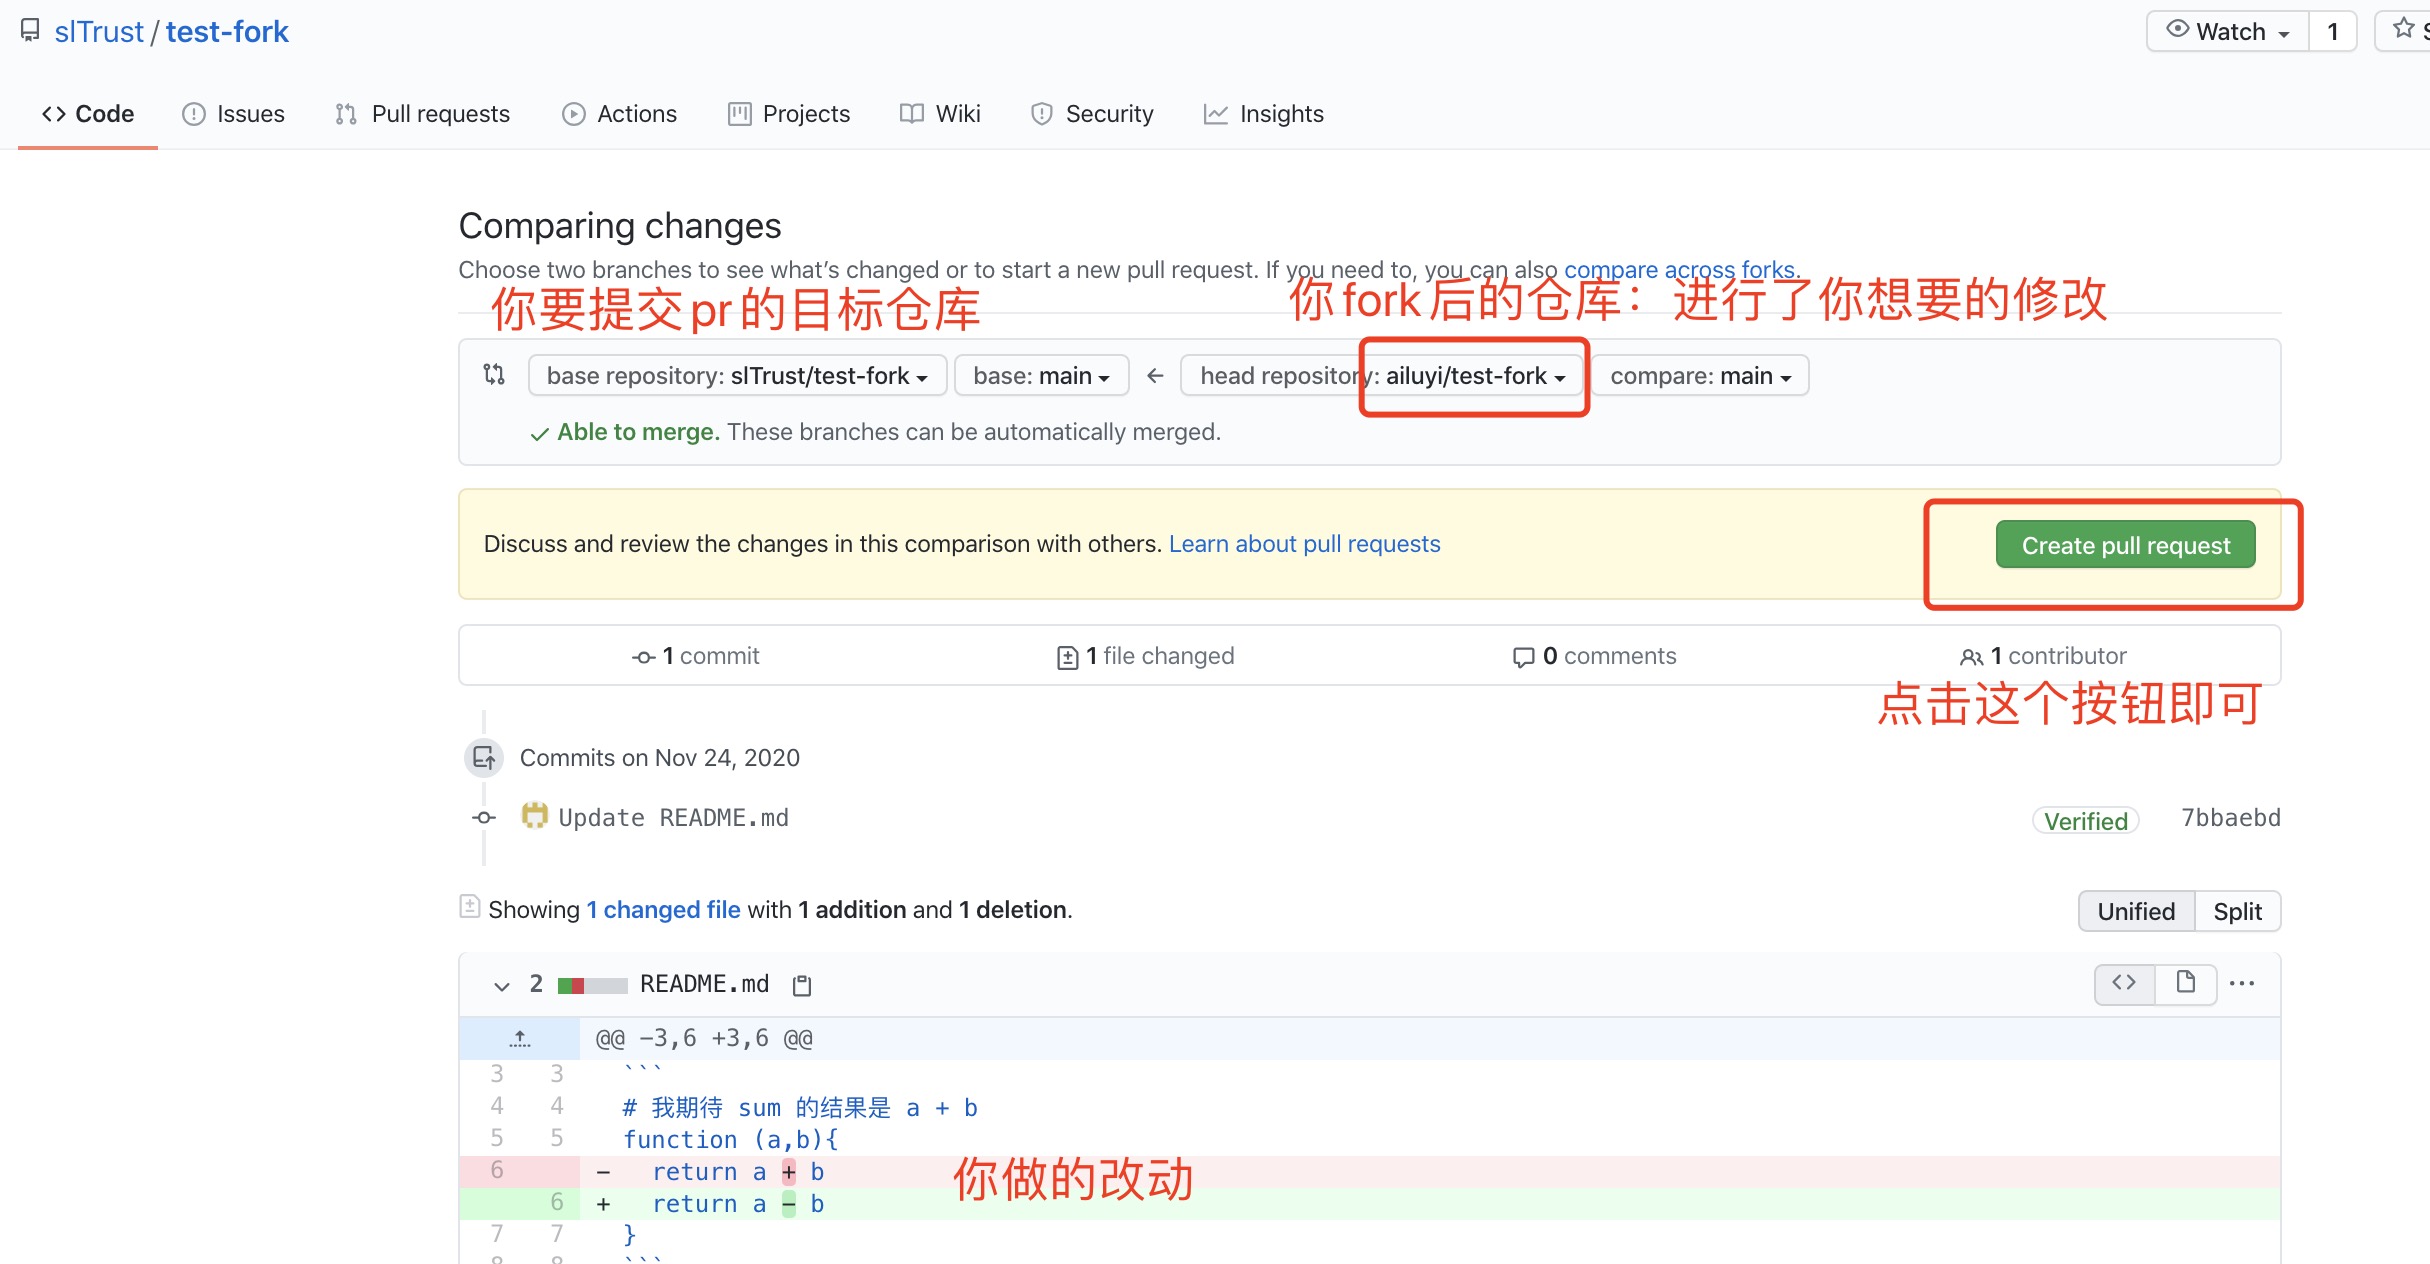 slTrust / test-fork
Watch 1
Code Issues Pull requests Actions Projects Wiki Security Insights
Comparing changes
Choose two branches to see what's changed or to start a new pull request. If you need to, you can also compare across forks.
你要提交pr的目标仓库
你fork后的仓库：进行了你想要的修改
base repository: slTrust/test-fork base: main ← head repository: ailuyi/test-fork compare: main
Able to merge. These branches can be automatically merged.
Discuss and review the changes in this comparison with others. Learn about pull requests
Create pull request
1 commit 1 file changed 0 comments 1 contributor
点击这个按钮即可
Commits on Nov 24, 2020
Update README.md Verified 7bbaebd
Showing 1 changed file with 1 addition and 1 deletion.
Unified Split
2 README.md
@@ -3,6 +3,6 @@
3 3 ```
4 4 # 我期待 sum 的结果是 a + b
5 5 function (a,b){
6 - return a + b
你做的改动
6 + return a - b
7 7 }
8 8 ```